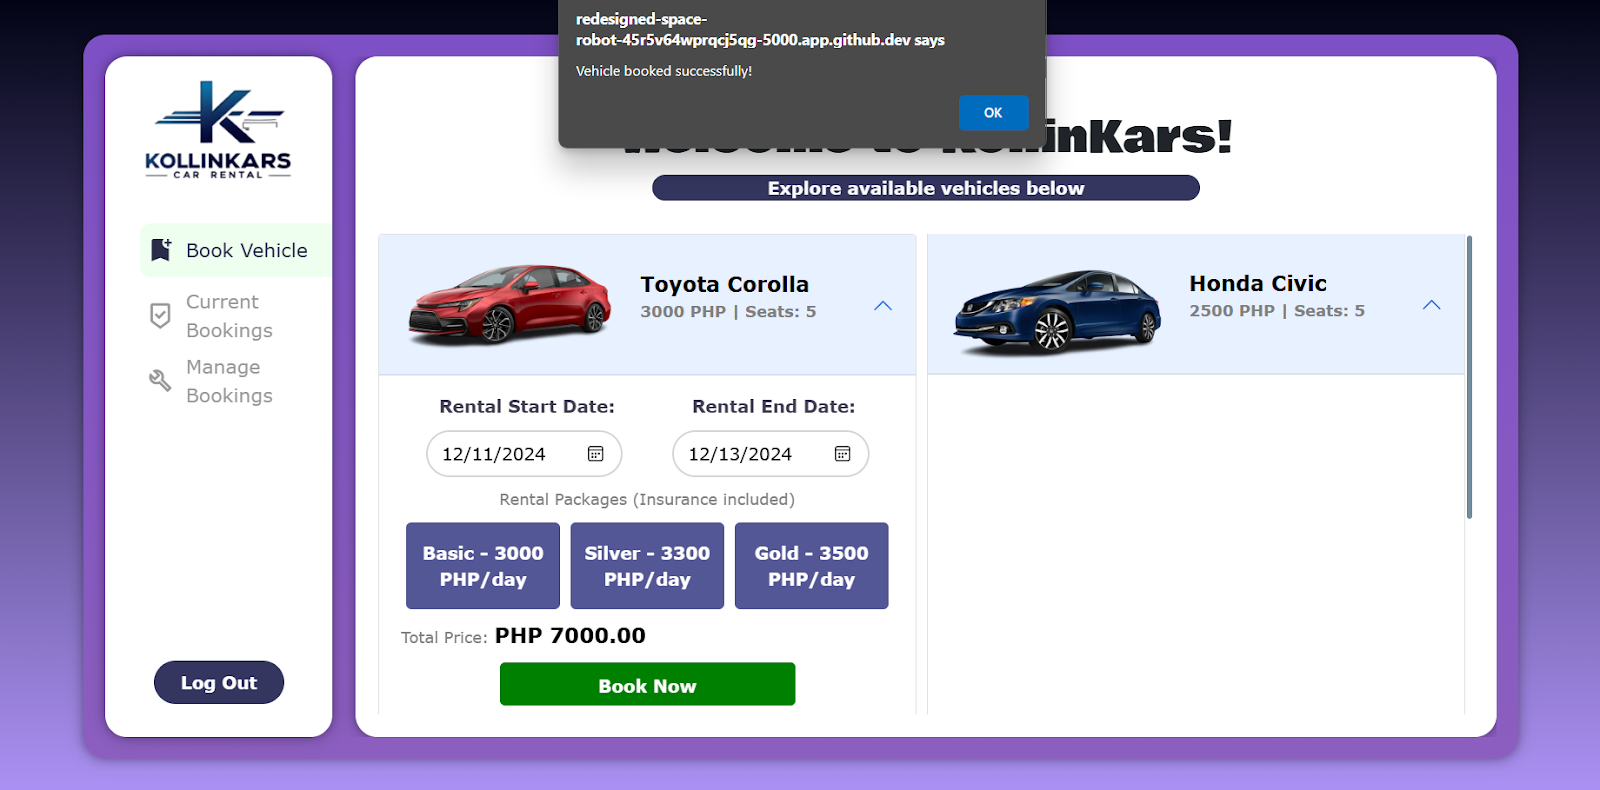 redesigned-space-
robot-45r5v64wprqcj5qg-5000.app.github.dev says
Vehicle booked successfully!
OK
KOLLINKARS
CAR RENTAL
Book Vehicle
Current
Bookings
Manage
Bookings
Log Out
Welcome to KollinKars!
Explore available vehicles below
Toyota Corolla
3000 PHP | Seats: 5
Honda Civic
2500 PHP | Seats: 5
Rental Start Date: Rental End Date:
12/11/2024 12/13/2024
Rental Packages (Insurance included)
Basic - 3000
PHP/day
Silver - 3300
PHP/day
Gold - 3500
PHP/day
Total Price: PHP 7000.00
Book Now